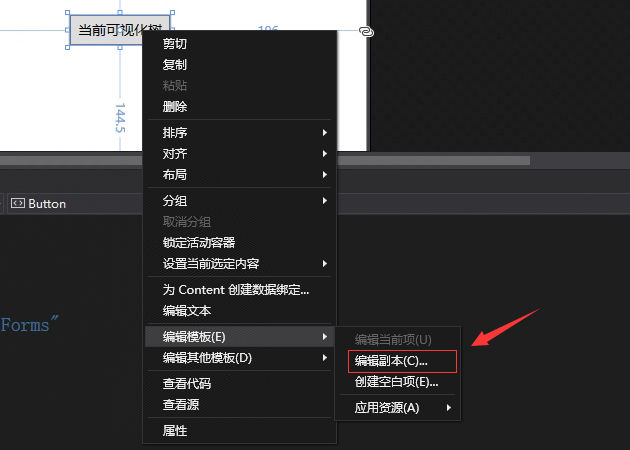 当前可视化树
196
144.5
剪切
复制
粘贴
删除
排序
对齐
布局
Button
分组
取消分组
锁定活动容器
设置当前选定内容
为 Content 创建数据绑定...
编辑文本
Forms"
编辑模板(E)
编辑当前项(U)
编辑其他模板(D)
编辑副本(C)...
创建空白项(E)...
查看代码
查看源
应用资源(A)
属性